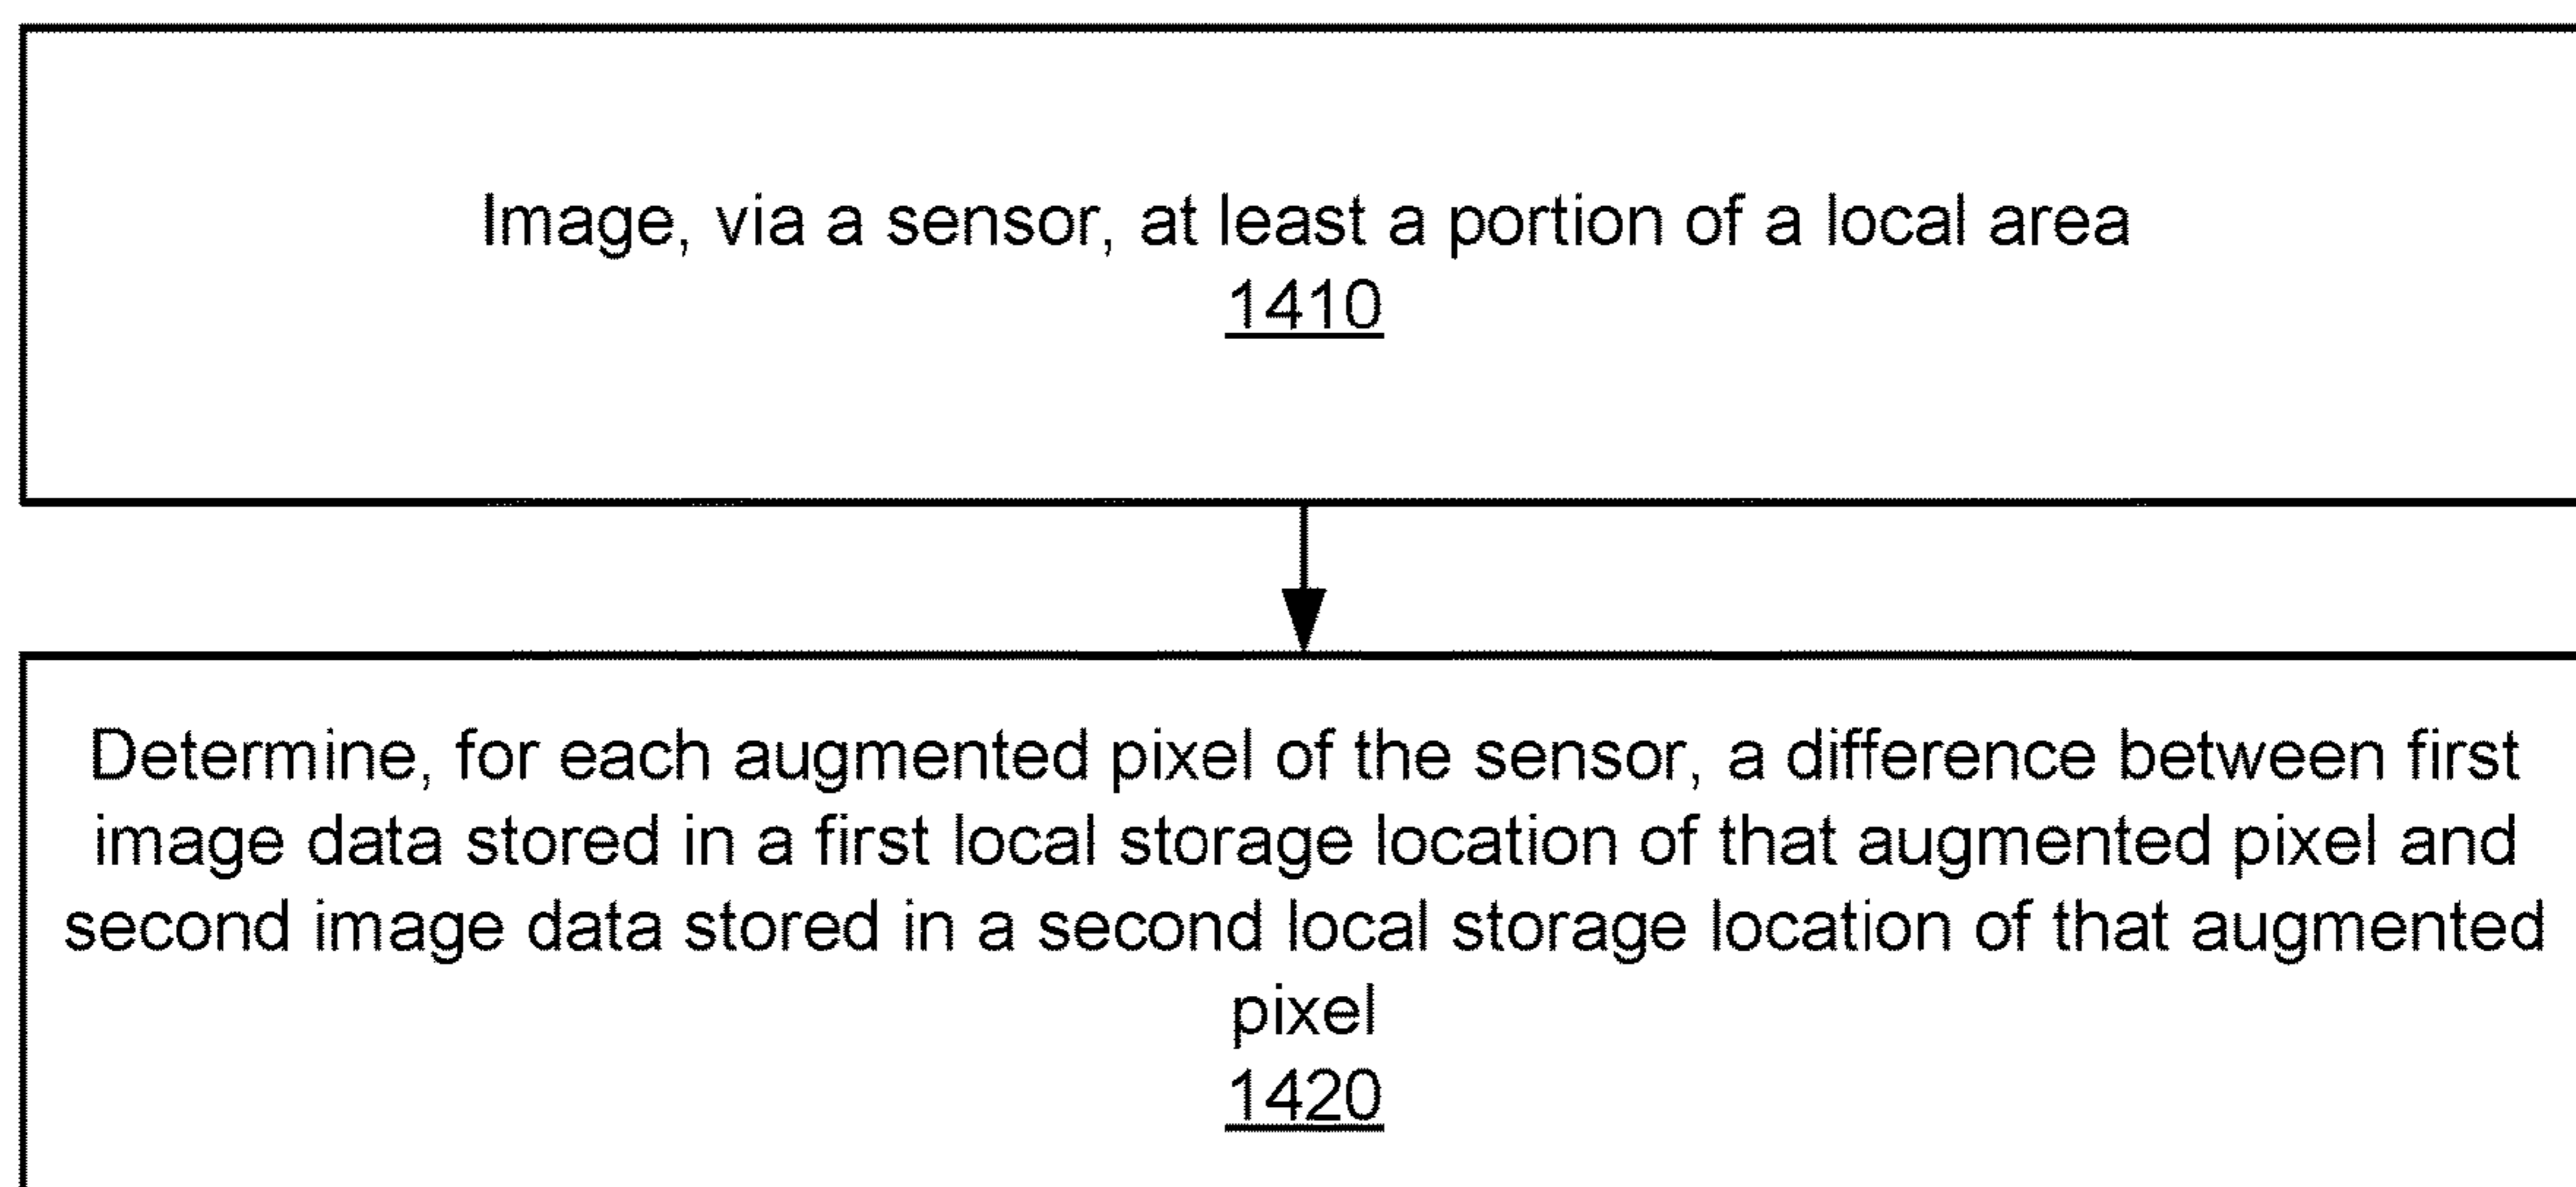 Image, via a sensor, at least a portion of a local area
1410
Determine, for each augmented pixel of the sensor, a difference between first
image data stored in a first local storage location of that augmented pixel and
second image data stored in a second local storage location of that augmented
pixel
1420